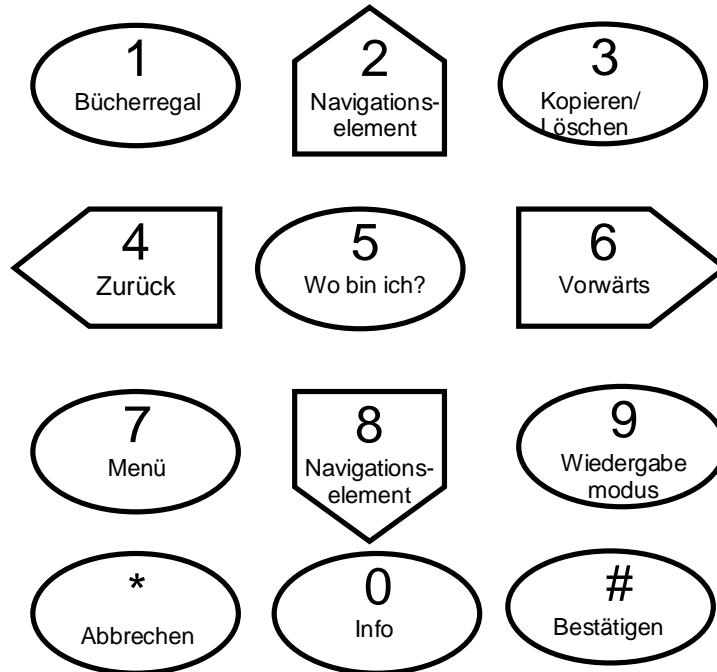 1
Bücherregal
2
Navigations-
element
3
Kopieren/
Löschen
4
Zurück
5
Wo bin ich?
6
Vorwärts
7
Menü
8
Navigations-
element
9
Wiedergabe
modus
*
Abbrechen
0
Info
#
Bestätigen